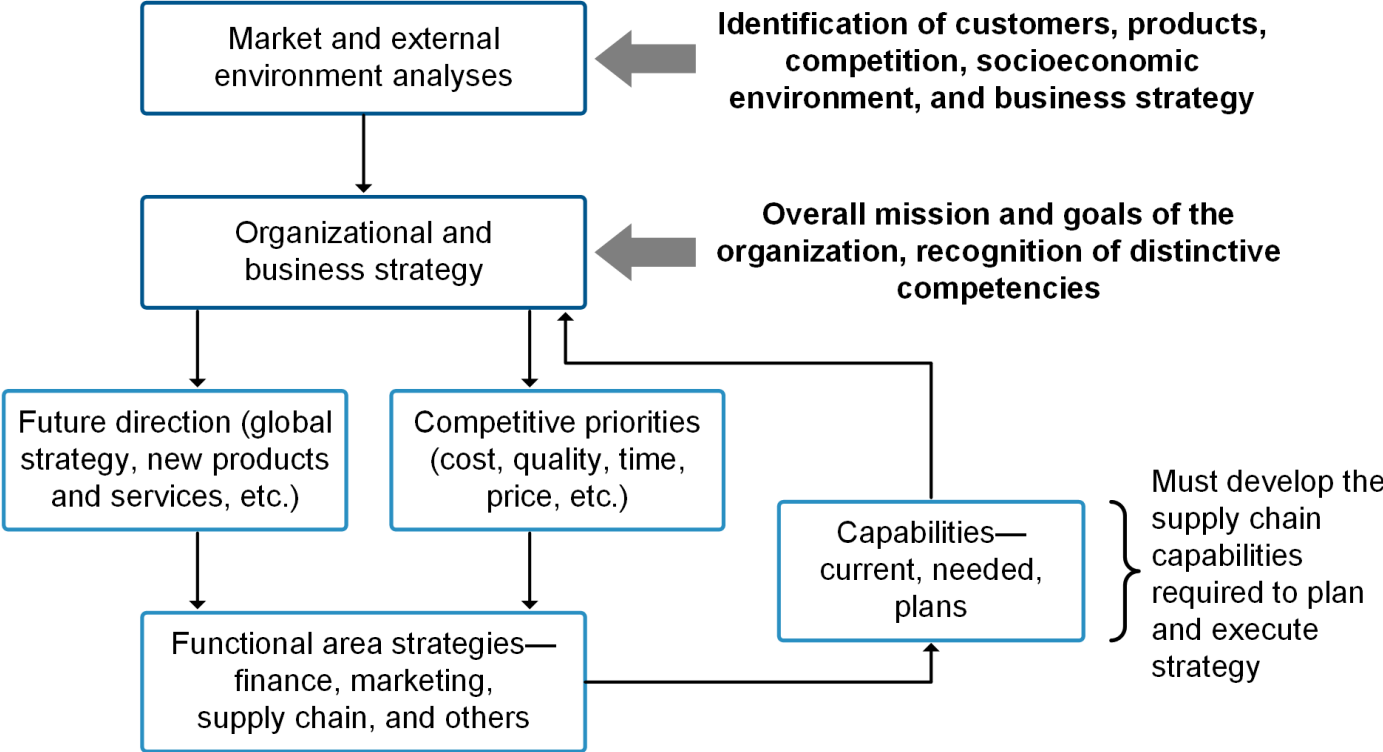 Market and external
environment analyses
Identification of customers, products,
competition, socioeconomic
environment, and business strategy
Organizational and
business strategy
Overall mission and goals of the
organization, recognition of distinctive
competencies
Future direction (global
strategy, new products
and services, etc.)
Competitive priorities
(cost, quality, time,
price, etc.)
Capabilities—
current, needed,
plans
Must develop the
supply chain
capabilities
required to plan
and execute
strategy
Functional area strategies—
finance, marketing,
supply chain, and others